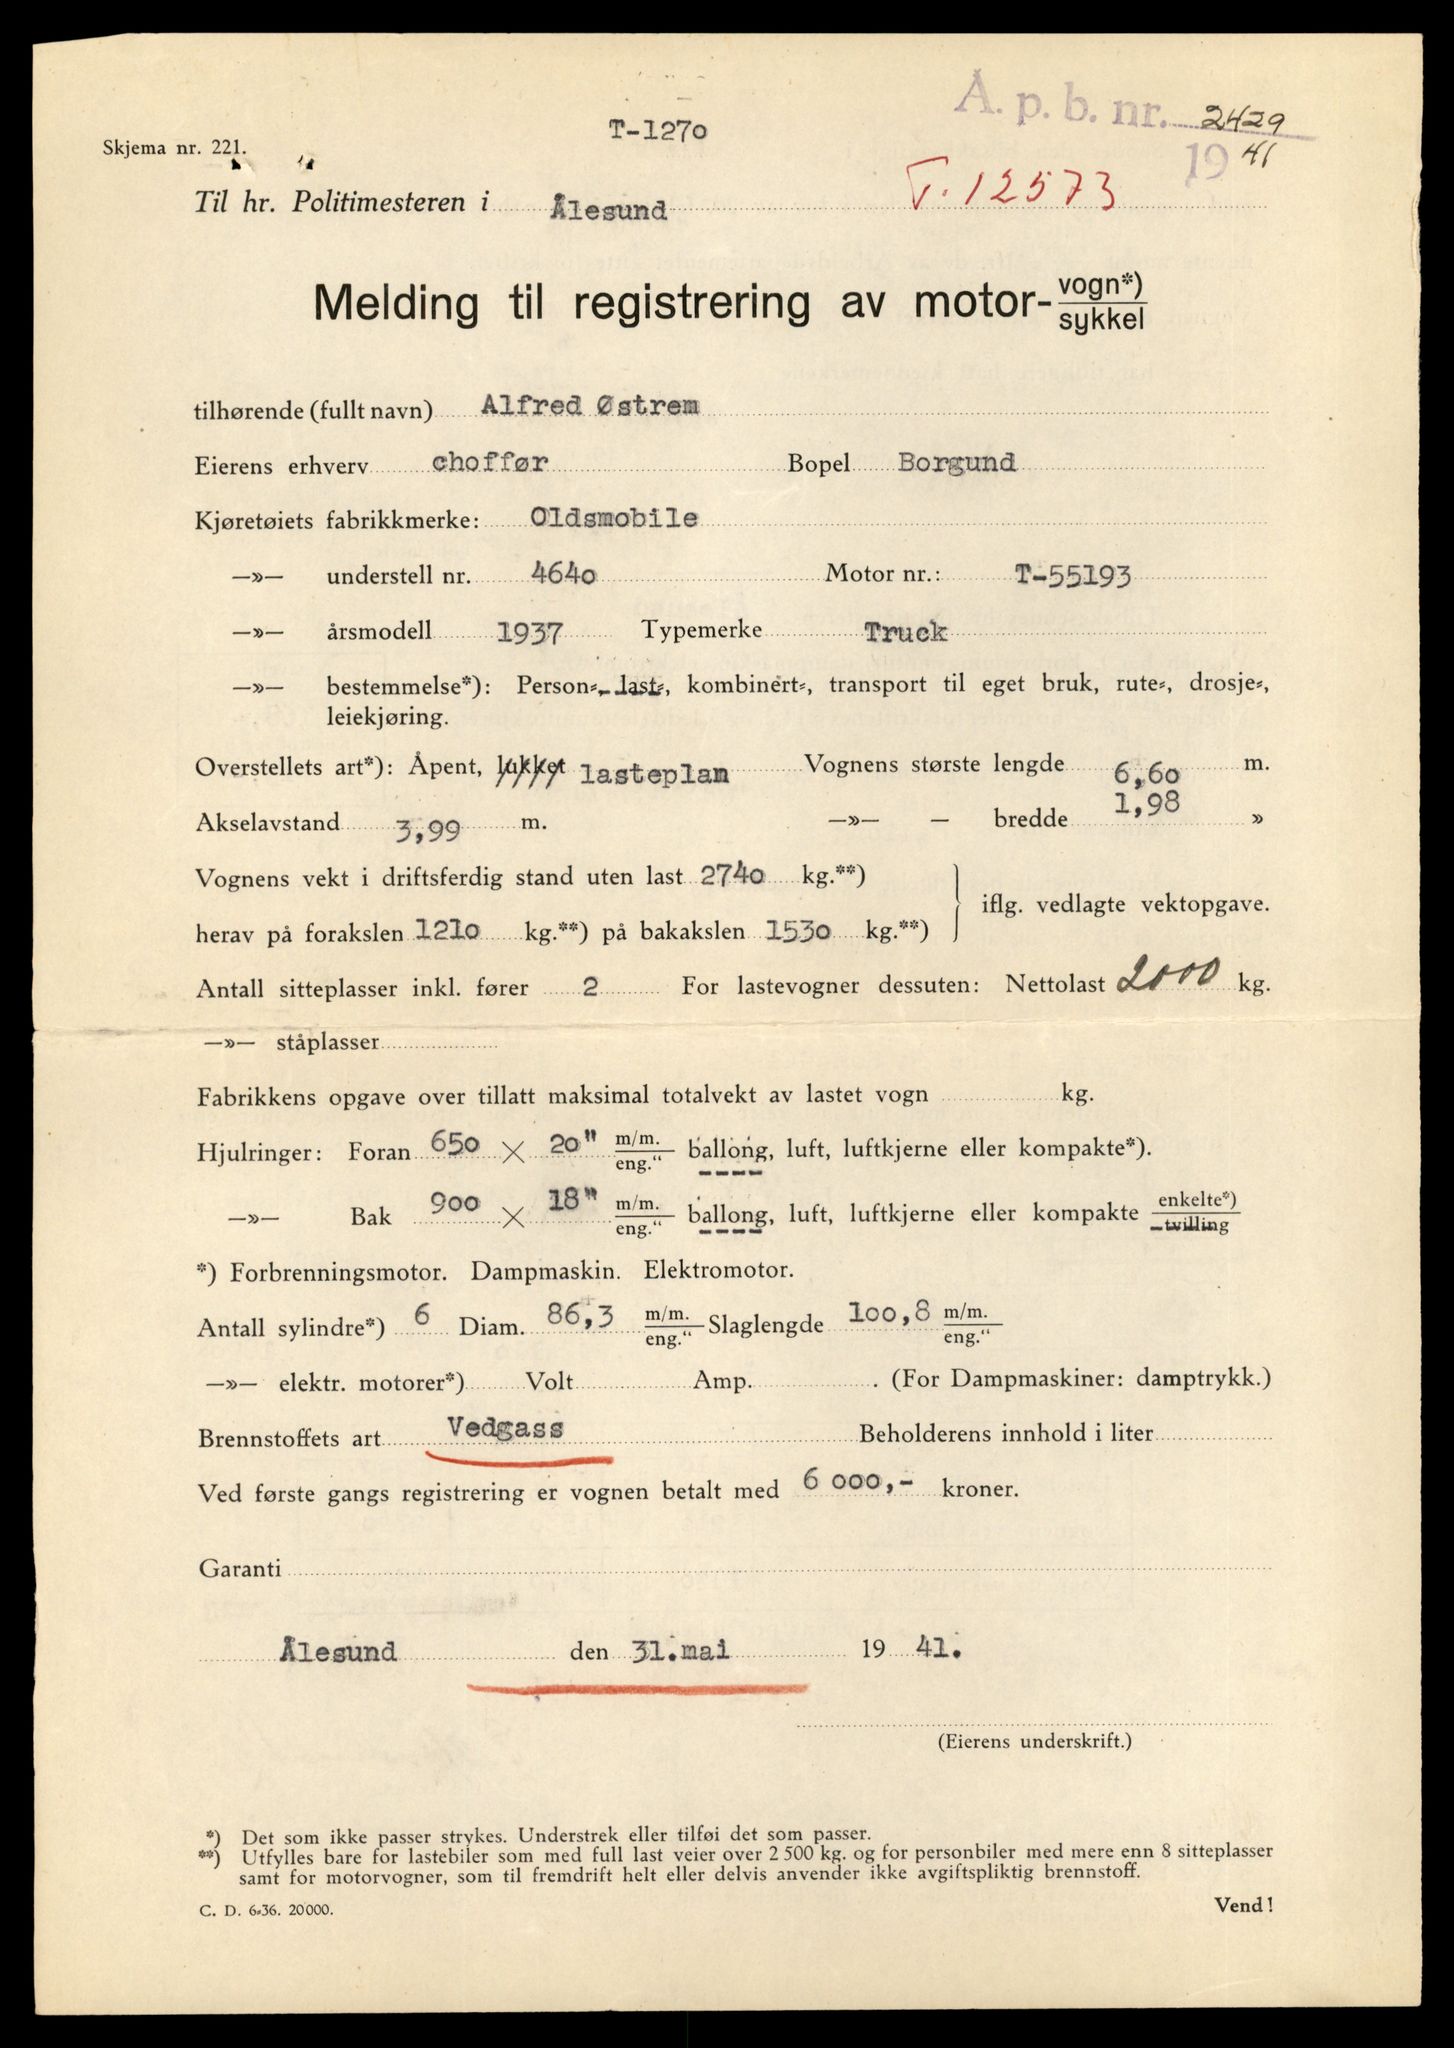 A. p. b. nr. 2429
T-1270
Skjema nr. 221.
19 41
Til hr. Politimesteren i Ålesund T. 12573
Melding til registrering av motor- vogn*) / sykkel
tilhørende (fullt navn) Alfred Østrem
Eierens erhverv choffør Bopel Borgund
Kjøretøiets fabrikkmerke: Oldsmobile
—»— understell nr. 4640 Motor nr.: T-55193
—»— årsmodell 1937 Typemerke Truck
—»— bestemmelse*): Person-, last-, kombinert-, transport til eget bruk, rute-, drosje-,
leiekjøring.
Overstellets art*): Åpent, lukket lasteplan Vognens største lengde 6,60 m.
Akselavstand 3,99 m. —»— — bredde 1,98 »
Vognens vekt i driftsferdig stand uten last 2740 kg.**)
iflg. vedlagte vektopgave.
herav på forakslen 1210 kg.**) på bakakslen 1530 kg.**)
Antall sitteplasser inkl. fører 2 For lastevogner dessuten: Nettolast 2000 kg.
—»— ståplasser
Fabrikkens opgave over tillatt maksimal totalvekt av lastet vogn kg.
Hjulringer: Foran 650 × 20" m/m. / eng." ballong, luft, luftkjerne eller kompakte*).
—»— Bak 900 × 18" m/m. / eng." ballong, luft, luftkjerne eller kompakte enkelte*) / tvilling
*) Forbrenningsmotor. Dampmaskin. Elektromotor.
Antall sylindre*) 6 Diam. 86,3 m/m. / eng." Slaglengde 100,8 m/m. / eng."
—»— elektr. motorer*) Volt Amp. . (For Dampmaskiner: damptrykk.)
Brennstoffets art Vedgass Beholderens innhold i liter
Ved første gangs registrering er vognen betalt med 6 000,- kroner.
Garanti
Ålesund den 31.mai 19 41.
(Eierens underskrift.)
*) Det som ikke passer strykes. Understrek eller tilføi det som passer.
**) Utfylles bare for lastebiler som med full last veier over 2 500 kg. og for personbiler med mere enn 8 sitteplasser
samt for motorvogner, som til fremdrift helt eller delvis anvender ikke avgiftspliktig brennstoff.
C. D. 6-36. 20000. Vend!